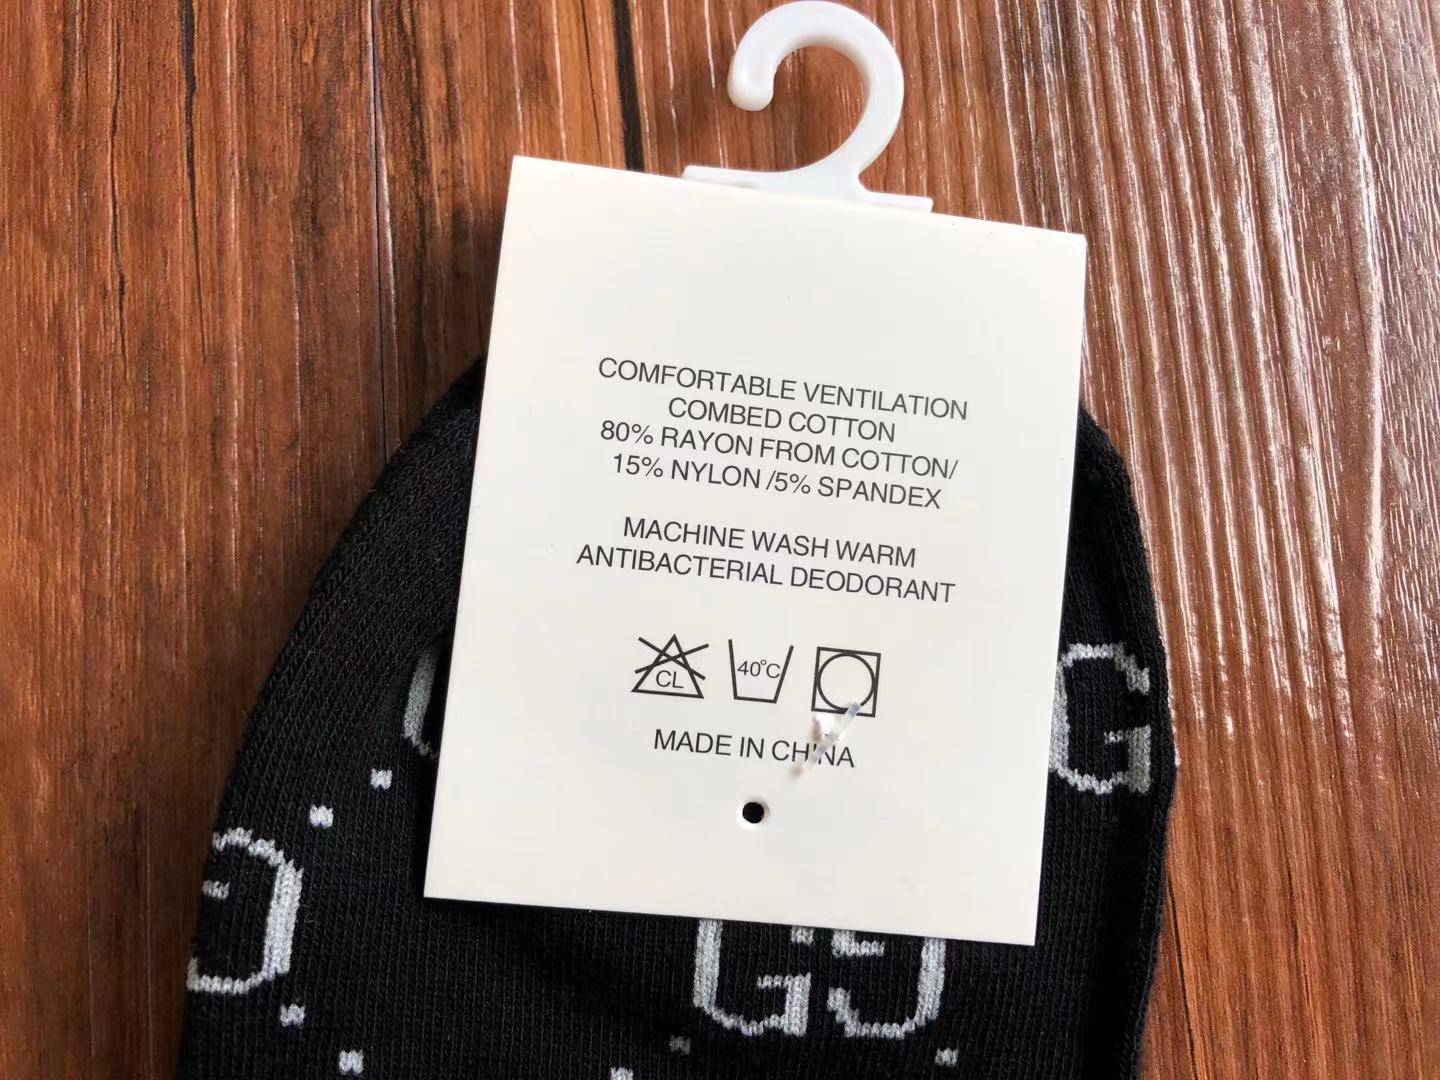 COMFORTABLE VENTILATION
COMBED COTTON
80% RAYON FROM COTTON/
15% NYLON /5% SPANDEX
MACHINE WASH WARM
ANTIBACTERIAL DEODORANT
CL 40°C
MADE IN CHINA
G
G
GG